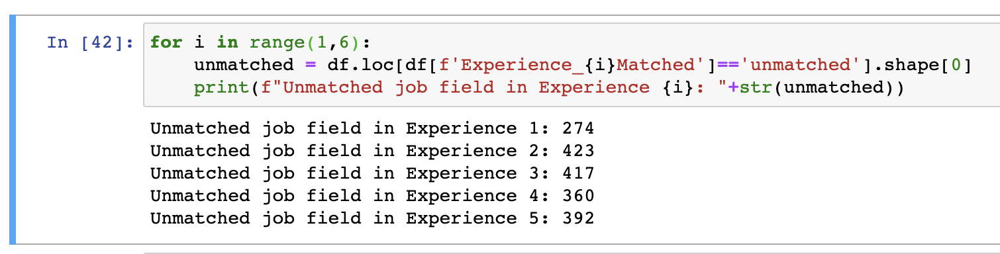 In [42]: for i in range(1,6):
    unmatched = df.loc[df[f'Experience_{i}Matched']=='unmatched'].shape[0]
    print(f"Unmatched job field in Experience {i}: "+str(unmatched))
Unmatched job field in Experience 1: 274
Unmatched job field in Experience 2: 423
Unmatched job field in Experience 3: 417
Unmatched job field in Experience 4: 360
Unmatched job field in Experience 5: 392